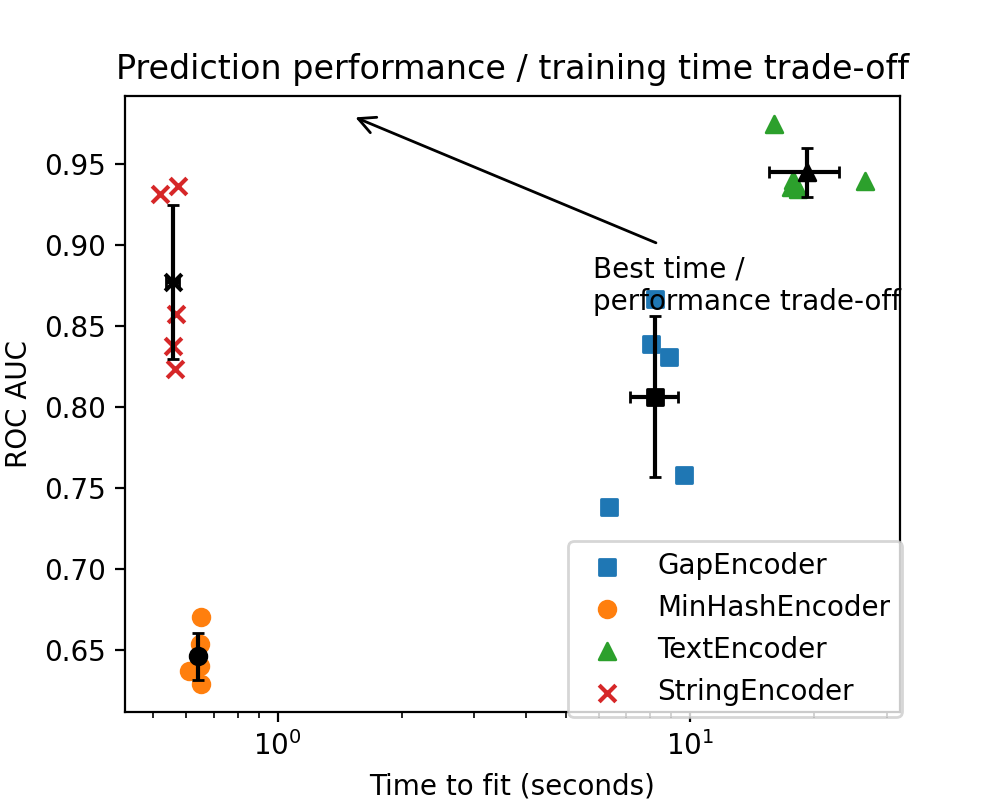 Prediction performance / training time trade-off
0.95
0.90
0.85
0.80
0.75
0.70
0.65
ROC AUC
Best time /
performance trade-off
GapEncoder
MinHashEncoder
TextEncoder
StringEncoder
10⁰
10¹
Time to fit (seconds)